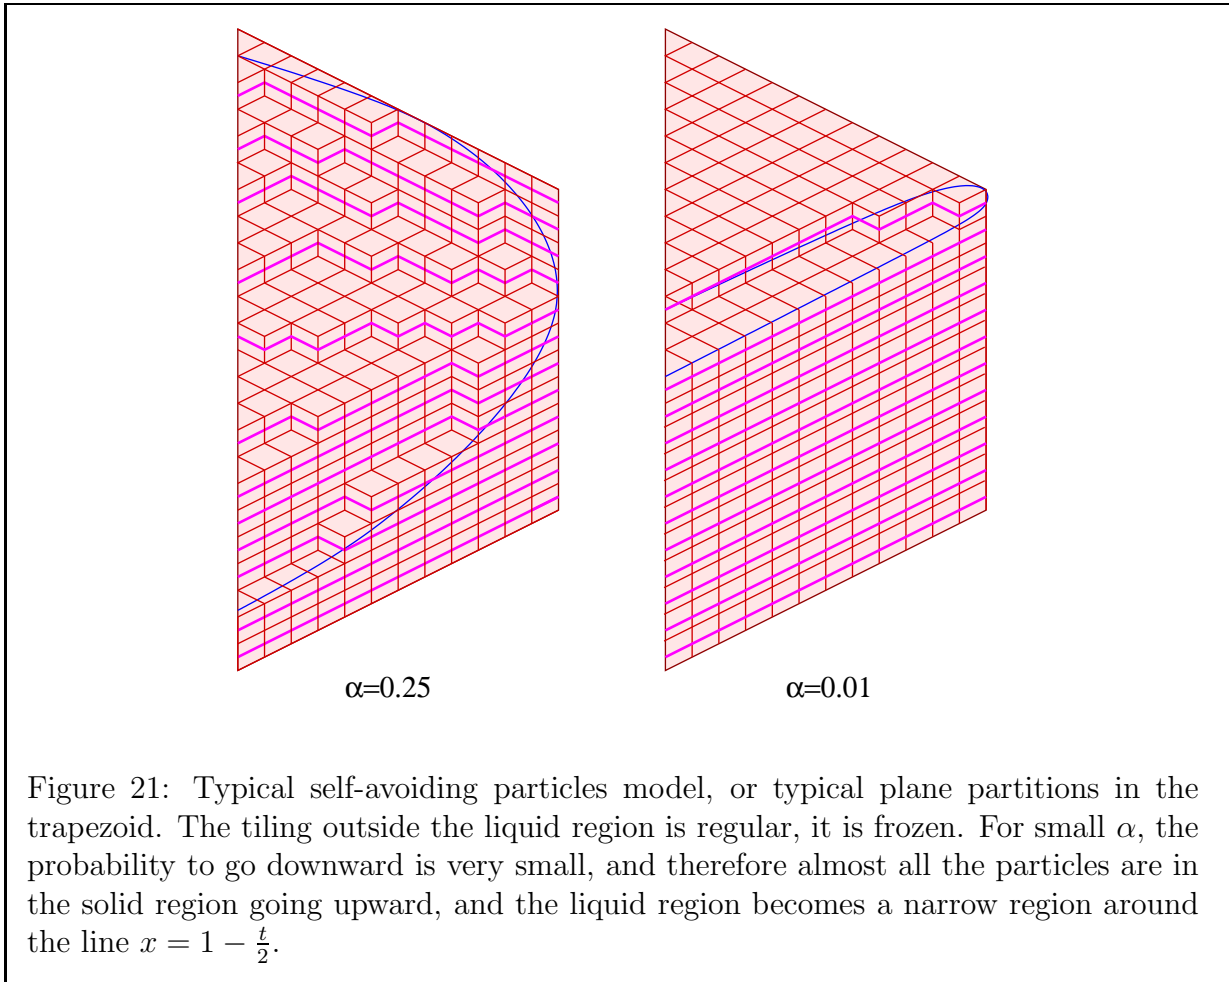 α=0.25
α=0.01
Figure 21: Typical self-avoiding particles model, or typical plane partitions in the
trapezoid. The tiling outside the liquid region is regular, it is frozen. For small α, the
probability to go downward is very small, and therefore almost all the particles are in
the solid region going upward, and the liquid region becomes a narrow region around
the line x = 1 − t/2.